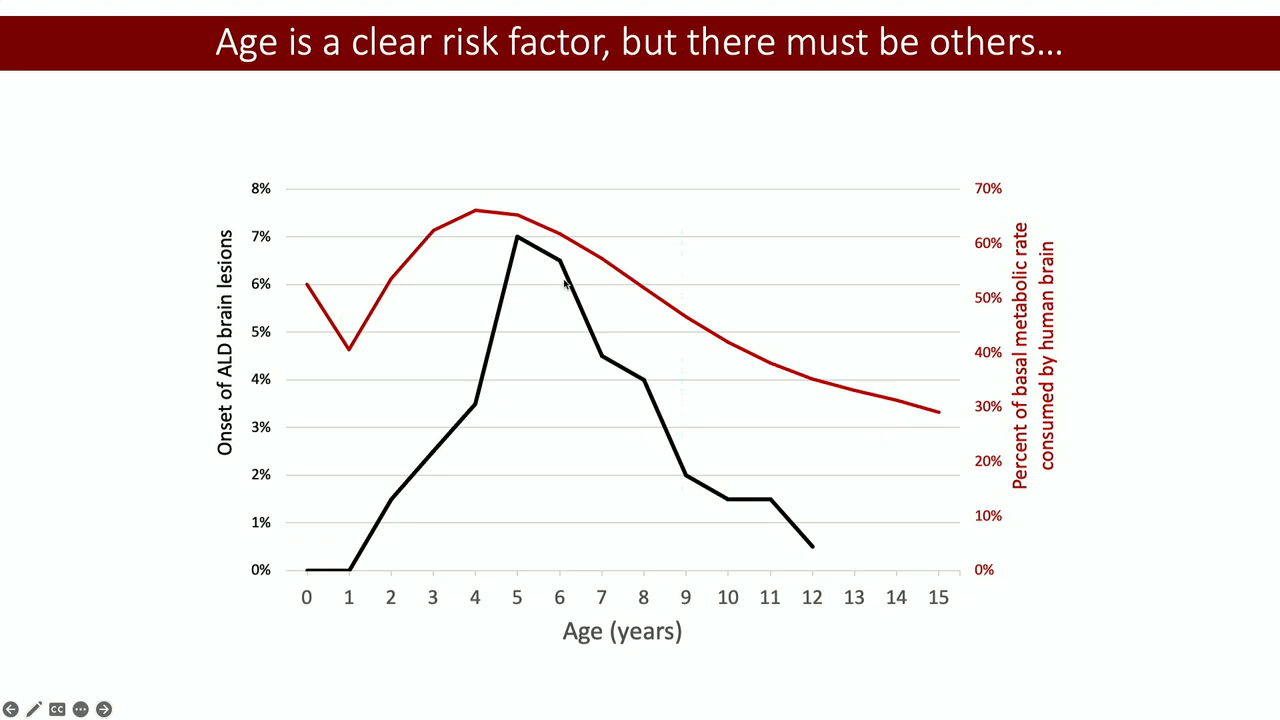 Age is a clear risk factor, but there must be others...
8%
7%
6%
5%
4%
3%
2%
1%
0%
Onset of ALD brain lesions
70%
60%
50%
40%
30%
20%
10%
0%
Percent of basal metabolic rate
consumed by human brain
0 1 2 3 4 5 6 7 8 9 10 11 12 13 14 15
Age (years)
CC